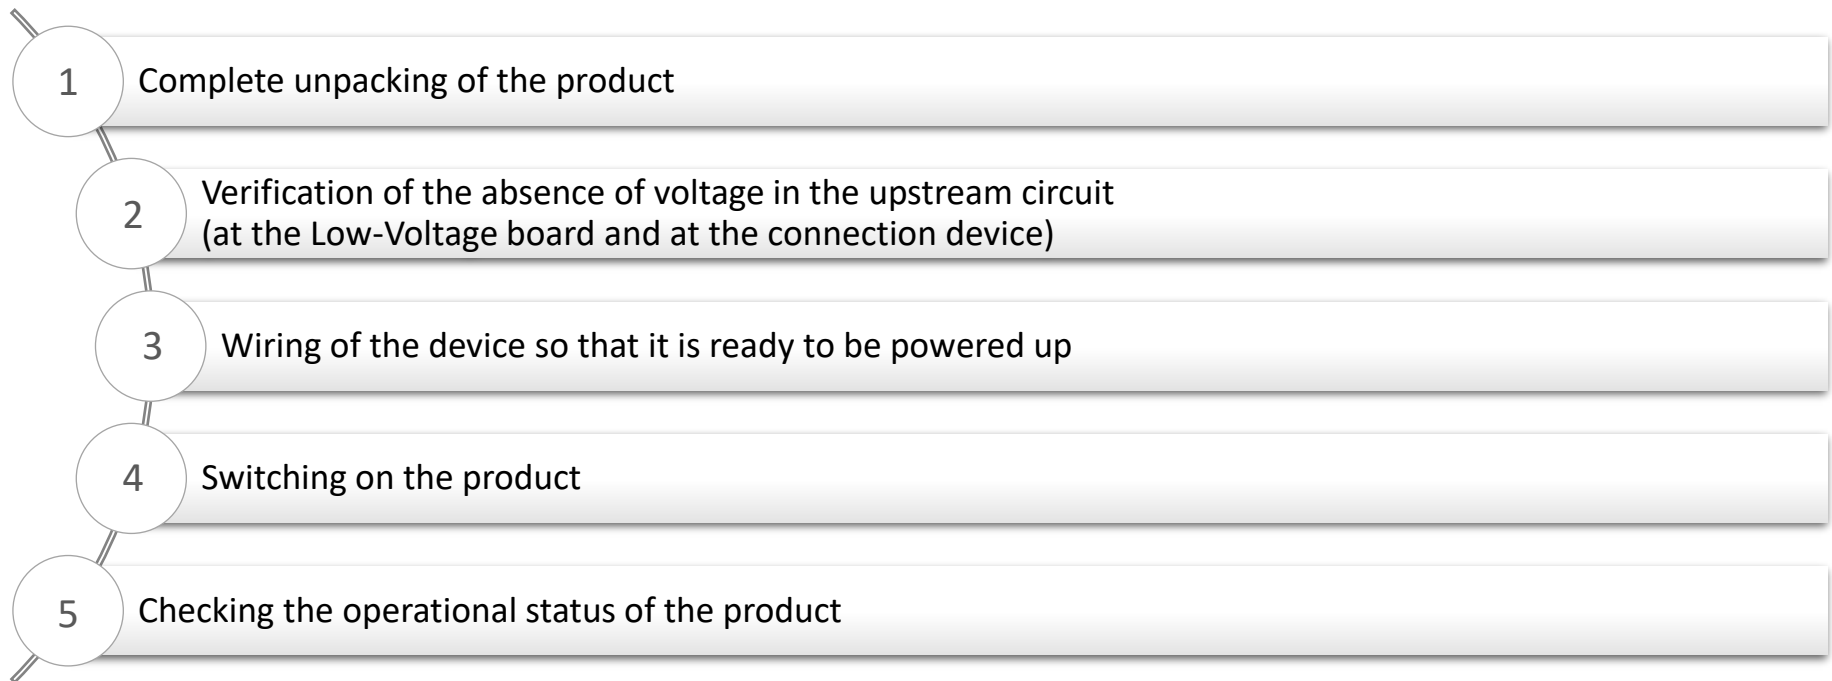 1
Complete unpacking of the product
2
Verification of the absence of voltage in the upstream circuit
(at the Low-Voltage board and at the connection device)
3
Wiring of the device so that it is ready to be powered up
4
Switching on the product
5
Checking the operational status of the product